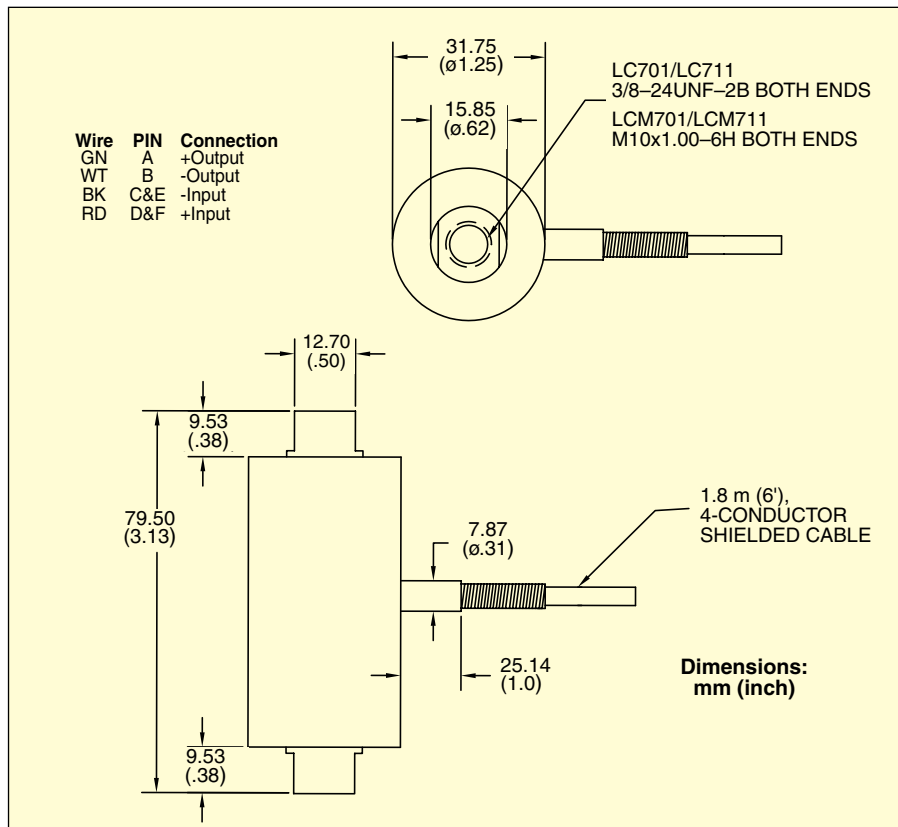 31.75
(ø1.25)
LC701/LC711
3/8–24UNF–2B BOTH ENDS
15.85
(ø.62)
LCM701/LCM711
M10x1.00–6H BOTH ENDS
Wire PIN Connection
GN A +Output
WT B -Output
BK C&E -Input
RD D&F +Input
12.70
(.50)
9.53
(.38)
79.50
(3.13)
7.87
(ø.31)
1.8 m (6'),
4-CONDUCTOR
SHIELDED CABLE
25.14
(1.0)
Dimensions:
mm (inch)
9.53
(.38)